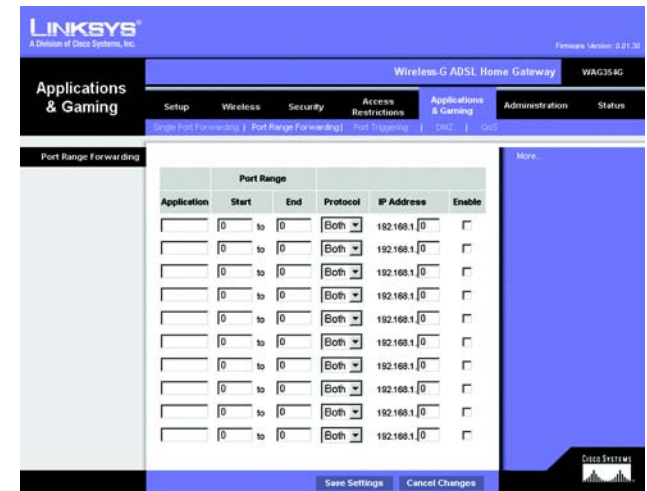 LINKSYS®
A Division of Cisco Systems, Inc.
Firmware Version: 0.01.30
Wireless-G ADSL Home Gateway WAG354G
Applications & Gaming
Setup Wireless Security Access Restrictions Applications & Gaming Administration Status
Single Port Forwarding | Port Range Forwarding | Port Triggering | DMZ | QoS
Port Range Forwarding
More...
Port Range
Application Start End Protocol IP Address Enable
0 to 0 Both 192.168.1.0
0 to 0 Both 192.168.1.0
0 to 0 Both 192.168.1.0
0 to 0 Both 192.168.1.0
0 to 0 Both 192.168.1.0
0 to 0 Both 192.168.1.0
0 to 0 Both 192.168.1.0
0 to 0 Both 192.168.1.0
0 to 0 Both 192.168.1.0
0 to 0 Both 192.168.1.0
CISCO SYSTEMS
Save Settings Cancel Changes